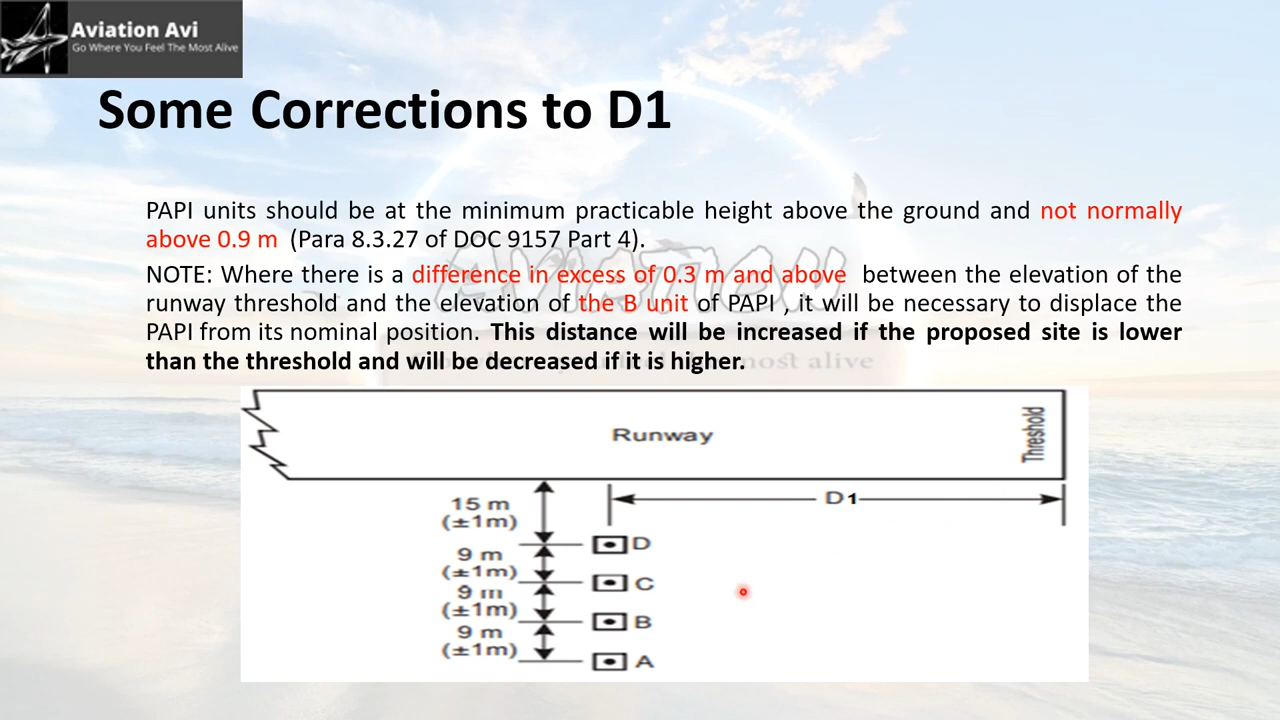 Aviation Avi
Go Where You Feel The Most Alive
Some Corrections to D1
PAPI units should be at the minimum practicable height above the ground and not normally
above 0.9 m (Para 8.3.27 of DOC 9157 Part 4).
NOTE: Where there is a difference in excess of 0.3 m and above between the elevation of the
runway threshold and the elevation of the B unit of PAPI , it will be necessary to displace the
PAPI from its nominal position. This distance will be increased if the proposed site is lower
than the threshold and will be decreased if it is higher.
AVIATION
most alive
Runway
Threshold
D1
15 m
(±1m)
D
9 m
(±1m)
C
9 m
(±1m)
B
9 m
(±1m)
A